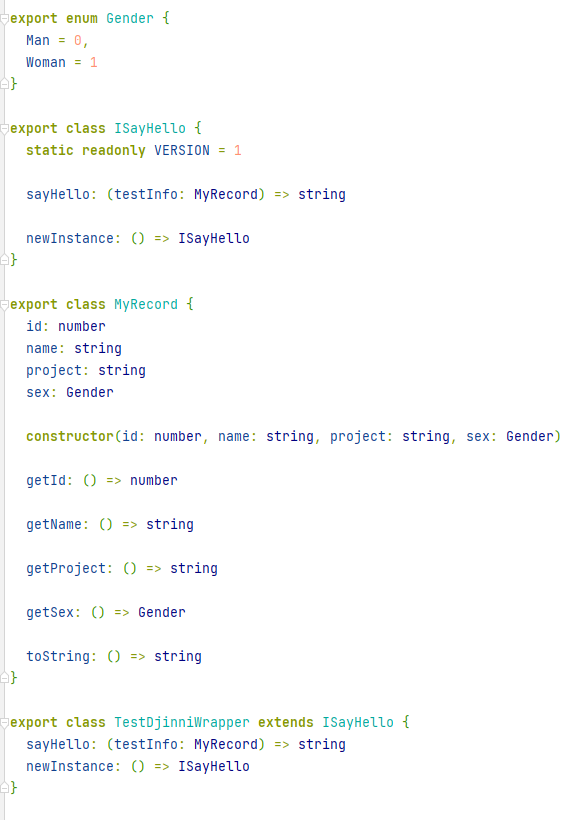 export enum Gender {
Man = 0,
Woman = 1
}
export class ISayHello {
static readonly VERSION = 1
sayHello: (testInfo: MyRecord) => string
newInstance: () => ISayHello
}
export class MyRecord {
id: number
name: string
project: string
sex: Gender
constructor(id: number, name: string, project: string, sex: Gender)
getId: () => number
getName: () => string
getProject: () => string
getSex: () => Gender
toString: () => string
}
export class TestDjinniWrapper extends ISayHello {
sayHello: (testInfo: MyRecord) => string
newInstance: () => ISayHello
}